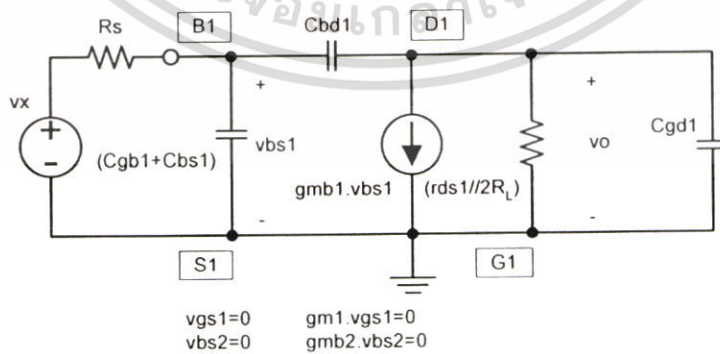 Rs
B1
Cbd1
D1
vx
+
-
(Cgb1+Cbs1)
+
vbs1
-
gmb1.vbs1
(rds1//2RL)
+
vo
-
Cgd1
S1
G1
vgs1=0 gm1.vgs1=0
vbs2=0 gmb2.vbs2=0